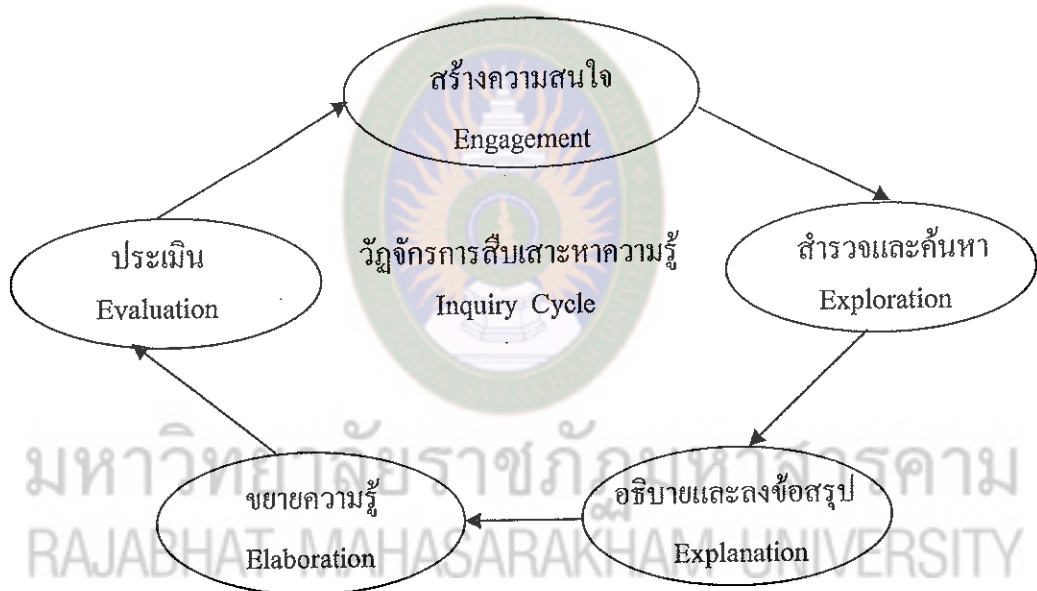 สร้างความสนใจ
Engagement
ประเมิน
Evaluation
วัฏจักรการสืบเสาะหาความรู้
Inquiry Cycle
สำรวจและค้นหา
Exploration
ขยายความรู้
Elaboration
อธิบายและลงข้อสรุป
Explanation
มหาวิทยาลัยราชภัฏมหาสารคาม
RAJABHAT MAHASARAKHAM UNIVERSITY